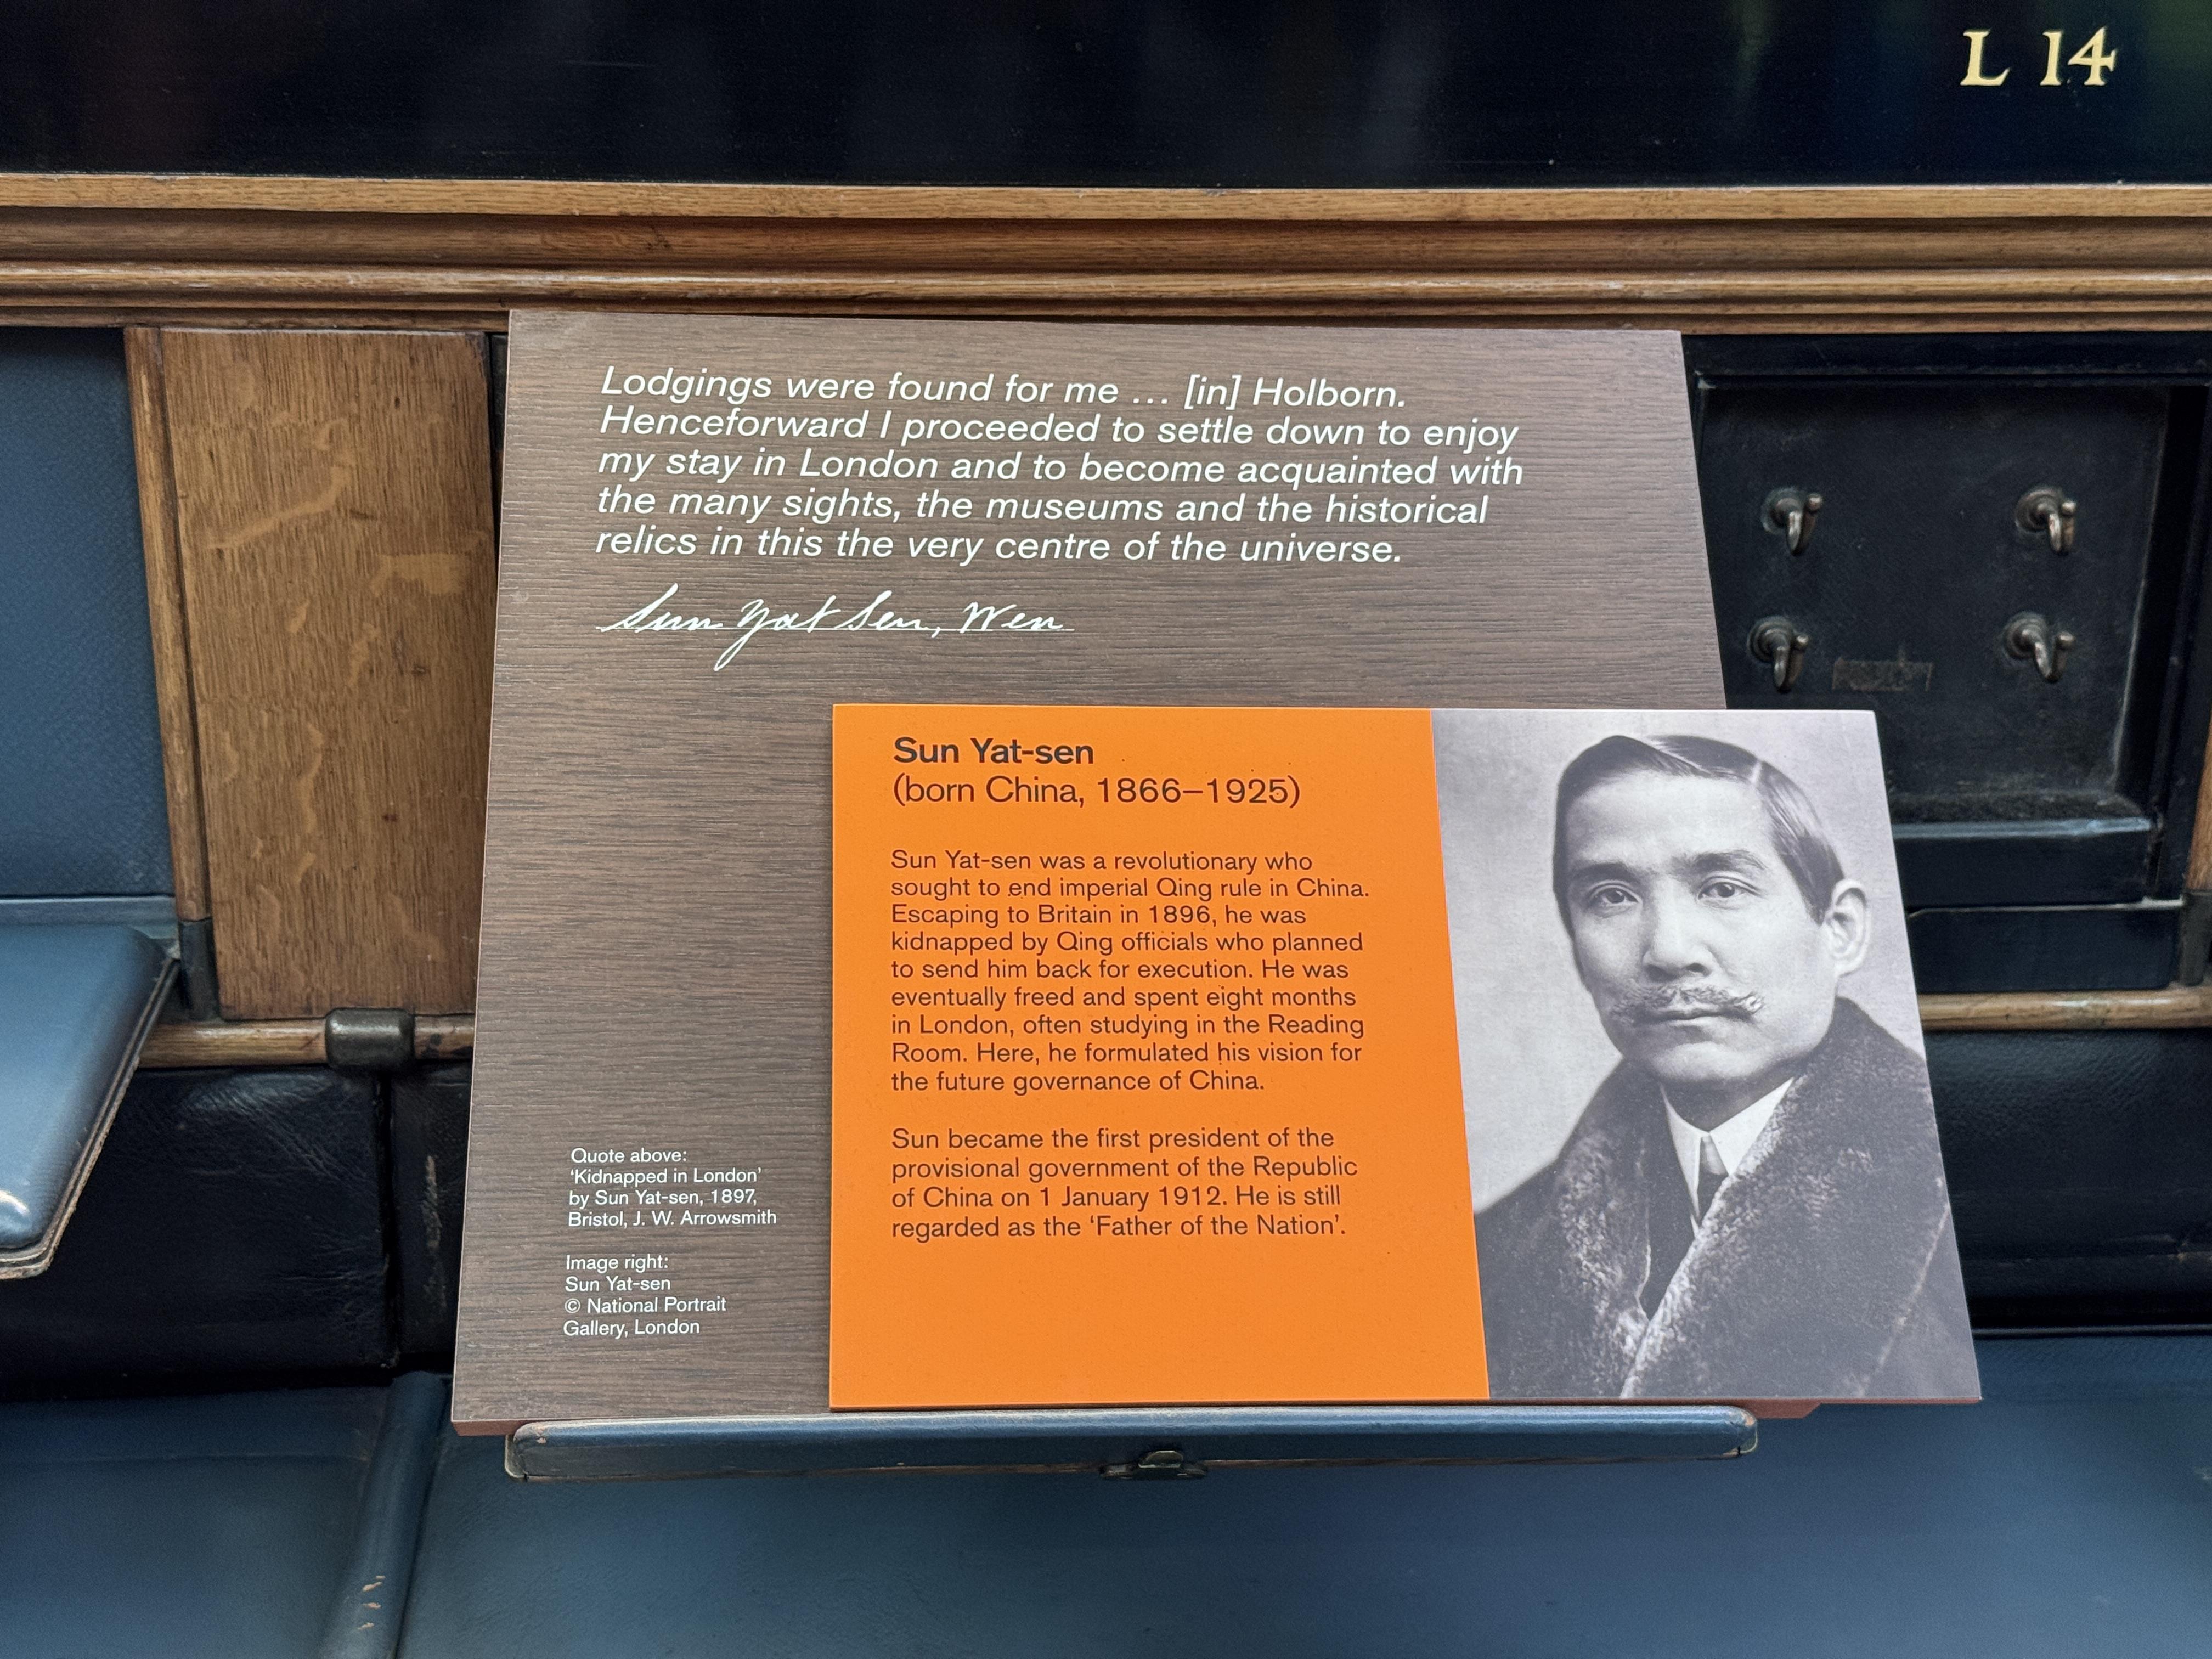 L 14
Lodgings were found for me ... [in] Holborn.
Henceforward I proceeded to settle down to enjoy
my stay in London and to become acquainted with
the many sights, the museums and the historical
relics in this the very centre of the universe.
Sun Yat Sen, Wen
Sun Yat-sen
(born China, 1866–1925)
Sun Yat-sen was a revolutionary who
sought to end imperial Qing rule in China.
Escaping to Britain in 1896, he was
kidnapped by Qing officials who planned
to send him back for execution. He was
eventually freed and spent eight months
in London, often studying in the Reading
Room. Here, he formulated his vision for
the future governance of China.
Sun became the first president of the
provisional government of the Republic
of China on 1 January 1912. He is still
regarded as the ‘Father of the Nation’.
Quote above:
‘Kidnapped in London’
by Sun Yat-sen, 1897,
Bristol, J. W. Arrowsmith
Image right:
Sun Yat-sen
© National Portrait
Gallery, London